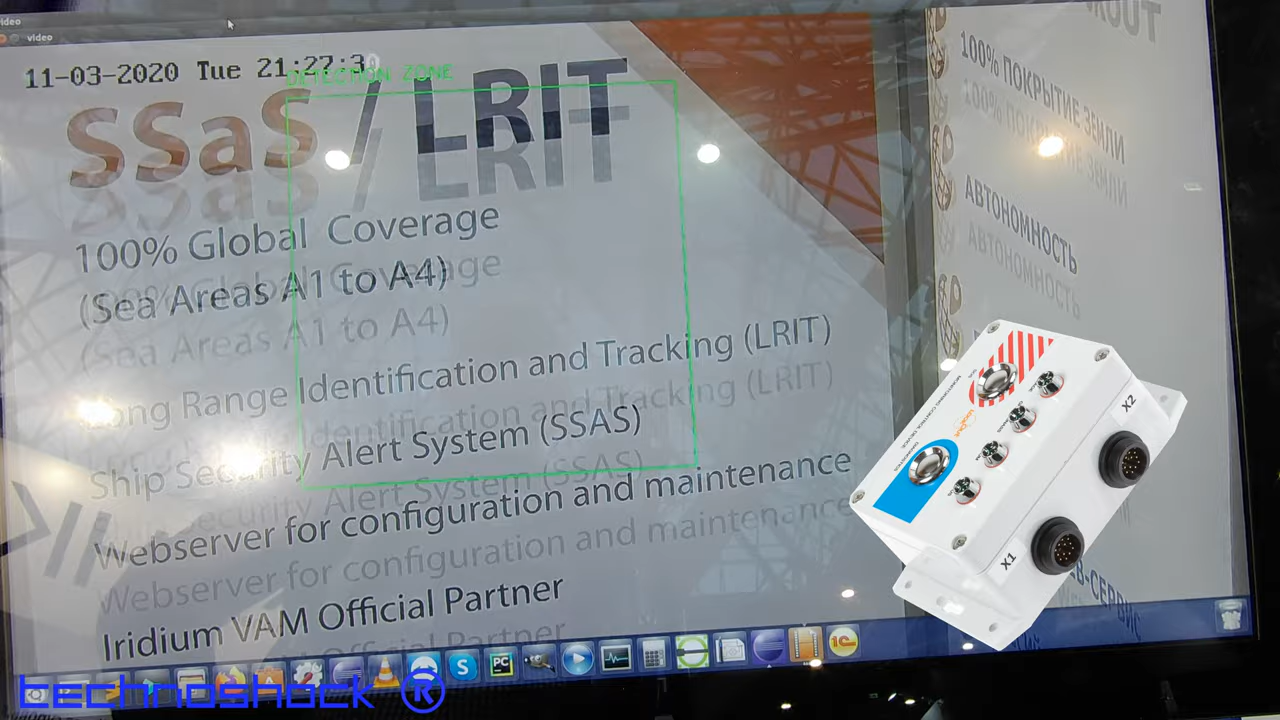 video
video
11-03-2020 Tue 21:27:3
DETECTION ZONE
SSaS / LRIT
100% Global Coverage
(Sea Areas A1 to A4)
Long Range Identification and Tracking (LRIT)
Ship Security Alert System (SSAS)
Webserver for configuration and maintenance
Iridium VAM Official Partner
100% ПОКРЫТИЕ ЗЕМЛИ
АВТОНОМНОСТЬ
X2
X1
technoshock ®